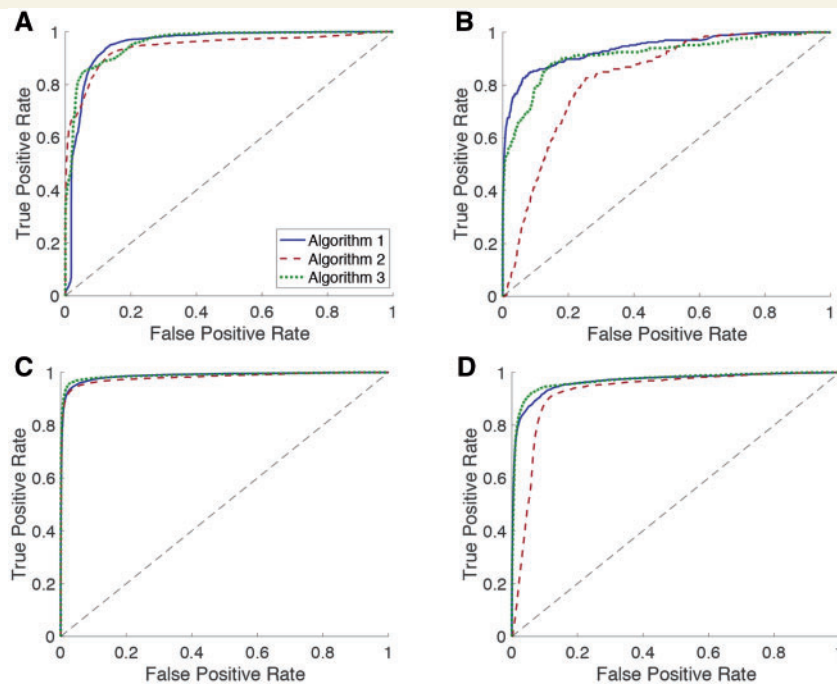 A
True Positive Rate
1
0.8
0.6
0.4
0.2
0
0 0.2 0.4 0.6 0.8 1
False Positive Rate
Algorithm 1
Algorithm 2
Algorithm 3
B
True Positive Rate
1
0.8
0.6
0.4
0.2
0
0 0.2 0.4 0.6 0.8 1
False Positive Rate
C
True Positive Rate
1
0.8
0.6
0.4
0.2
0
0 0.2 0.4 0.6 0.8 1
False Positive Rate
D
True Positive Rate
1
0.8
0.6
0.4
0.2
0
0 0.2 0.4 0.6 0.8 1
False Positive Rate